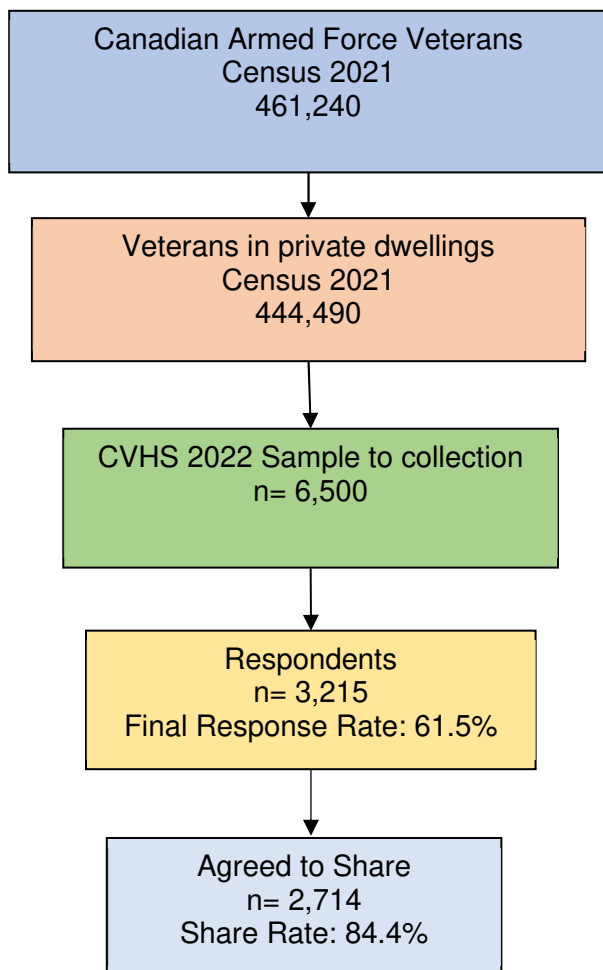 Canadian Armed Force Veterans
Census 2021
461,240
Veterans in private dwellings
Census 2021
444,490
CVHS 2022 Sample to collection
n= 6,500
Respondents
n= 3,215
Final Response Rate: 61.5%
Agreed to Share
n= 2,714
Share Rate: 84.4%